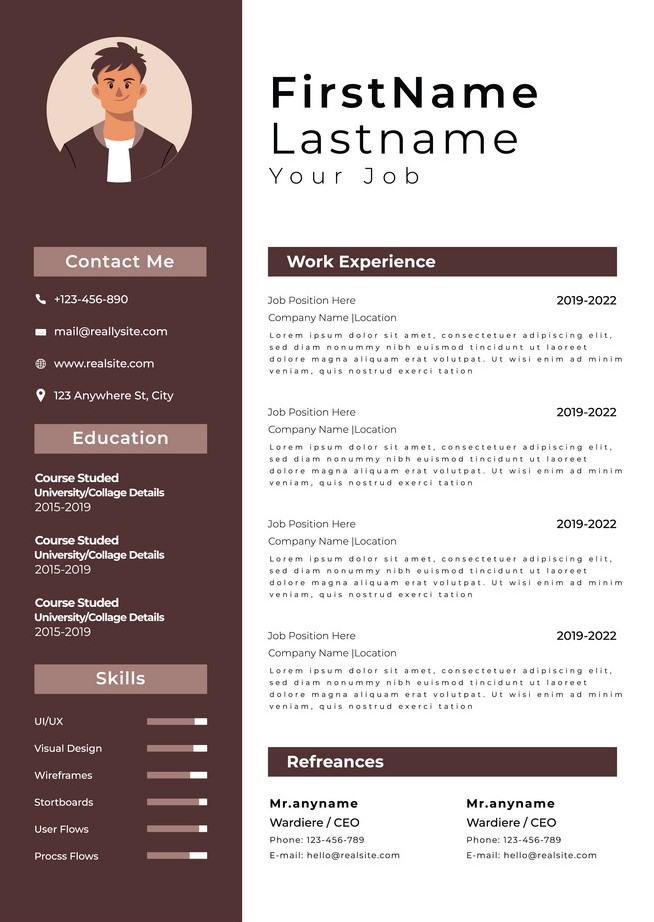 FirstName
Lastname
Your Job
Contact Me
+123-456-890
mail@reallysite.com
www.realsite.com
123 Anywhere St, City
Education
Course Studed
University/Collage Details
2015-2019
Course Studed
University/Collage Details
2015-2019
Course Studed
University/Collage Details
2015-2019
Skills
UI/UX
Visual Design
Wireframes
Stortboards
User Flows
Procss Flows
Work Experience
Job Position Here 2019-2022
Company Name |Location
Lorem ipsum dolor sit amet, consectetuer adipiscing elit,
sed diam nonummy nibh euismod tincidunt ut laoreet
dolore magna aliquam erat volutpat. Ut wisi enim ad minim
veniam, quis nostrud exerci tation
Job Position Here 2019-2022
Company Name |Location
Lorem ipsum dolor sit amet, consectetuer adipiscing elit,
sed diam nonummy nibh euismod tincidunt ut laoreet
dolore magna aliquam erat volutpat. Ut wisi enim ad minim
veniam, quis nostrud exerci tation
Job Position Here 2019-2022
Company Name |Location
Lorem ipsum dolor sit amet, consectetuer adipiscing elit,
sed diam nonummy nibh euismod tincidunt ut laoreet
dolore magna aliquam erat volutpat. Ut wisi enim ad minim
veniam, quis nostrud exerci tation
Job Position Here 2019-2022
Company Name |Location
Lorem ipsum dolor sit amet, consectetuer adipiscing elit,
sed diam nonummy nibh euismod tincidunt ut laoreet
dolore magna aliquam erat volutpat. Ut wisi enim ad minim
veniam, quis nostrud exerci tation
Refreances
Mr.anyname
Wardiere / CEO
Phone: 123-456-789
E-mail: hello@realsite.com
Mr.anyname
Wardiere / CEO
Phone: 123-456-789
E-mail: hello@realsite.com